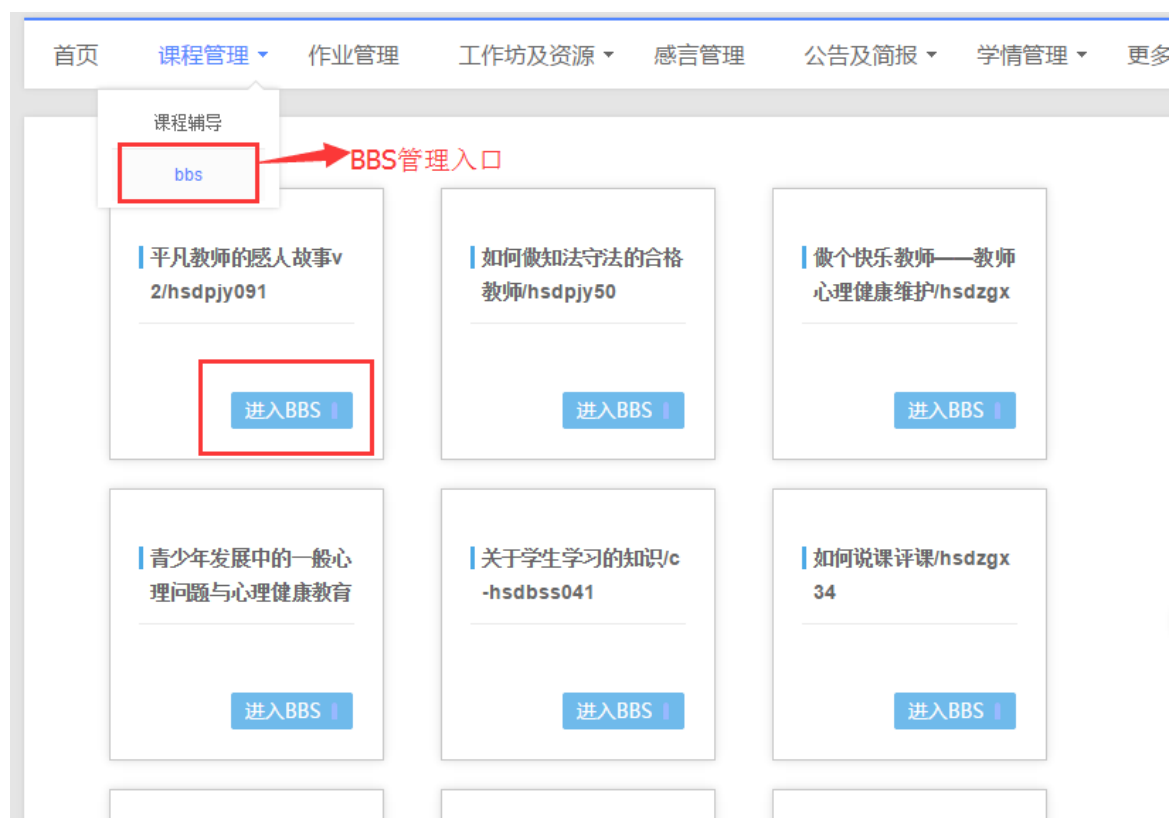 首页 课程管理 作业管理 工作坊及资源 感言管理 公告及简报 学情管理 更多
课程辅导
bbs
BBS管理入口
平凡教师的感人故事v
2/hsdpjy091
进入BBS
如何做知法守法的合格
教师/hsdpjy50
进入BBS
做个快乐教师——教师
心理健康维护/hsdzgx
进入BBS
青少年发展中的一般心
理问题与心理健康教育
进入BBS
关于学生学习的知识/c
-hsdbss041
进入BBS
如何说课评课/hsdzgx
34
进入BBS